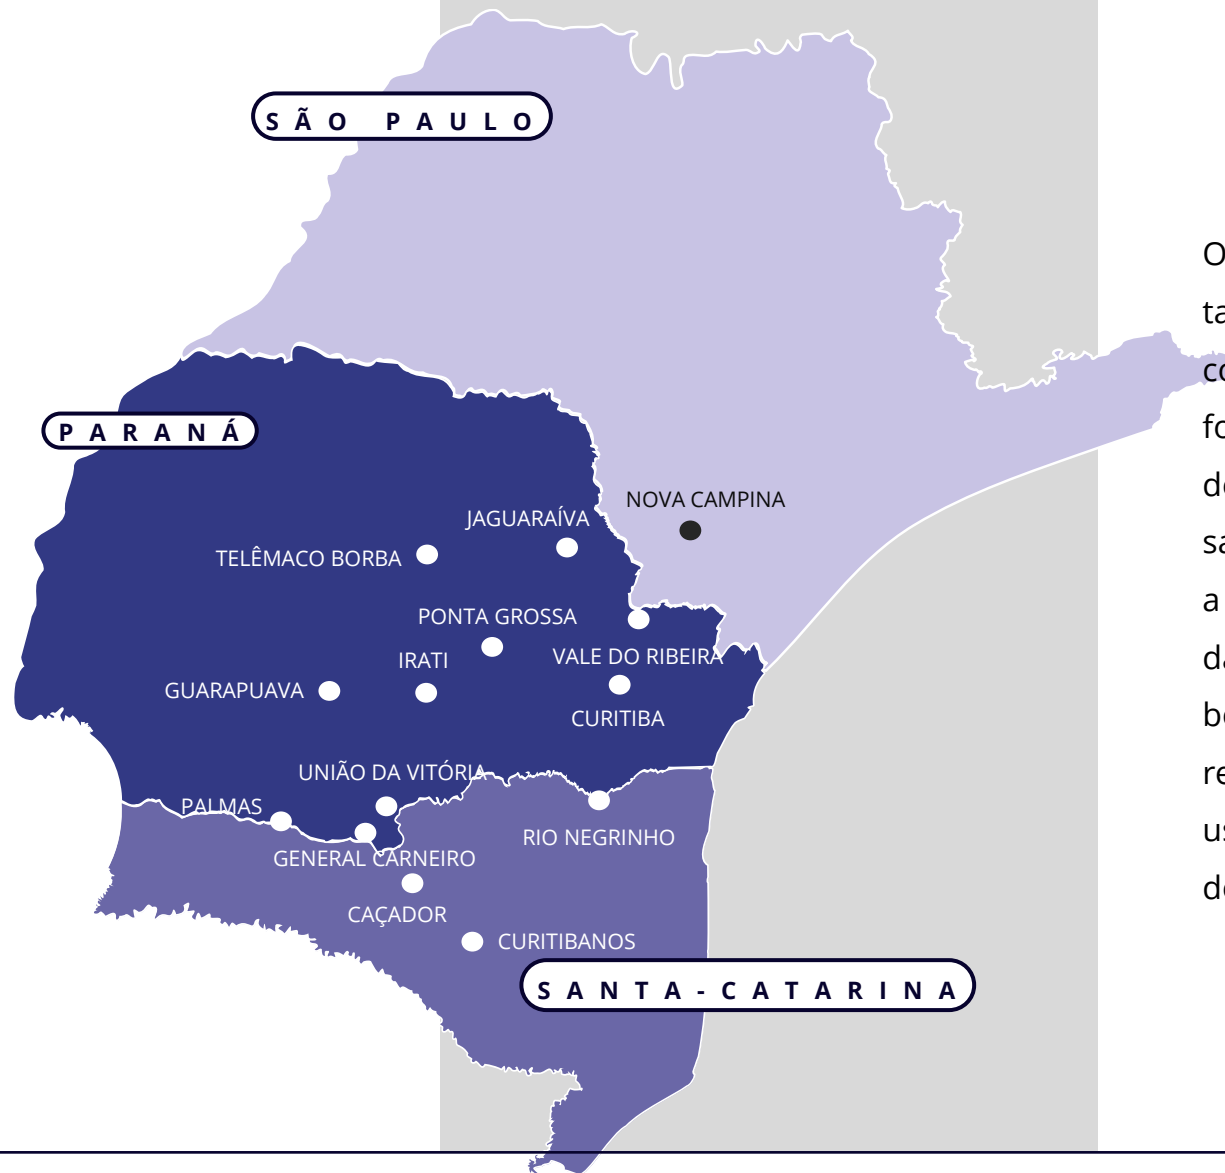 SÃO PAULO
PARANÁ
NOVA CAMPINA
JAGUARAÍVA
TELÊMACO BORBA
PONTA GROSSA
VALE DO RIBEIRA
IRATI
GUARAPUAVA
CURITIBA
UNIÃO DA VITÓRIA
PALMAS
RIO NEGRINHO
GENERAL CARNEIRO
CAÇADOR
CURITIBANOS
SANTA-CATARINA